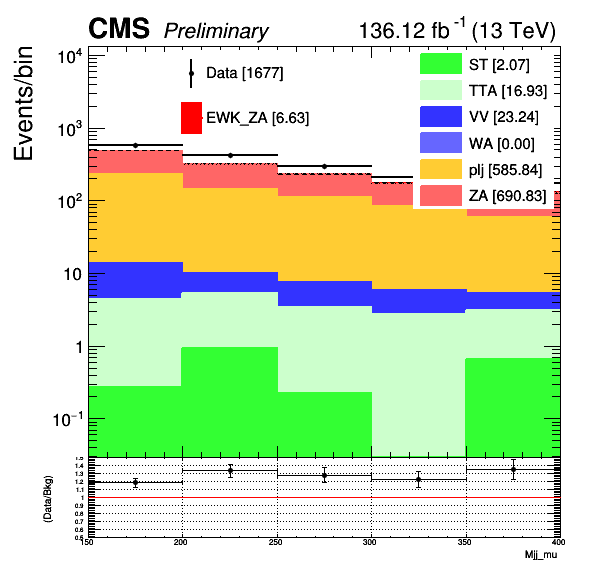 CMS Preliminary 136.12 fb⁻¹ (13 TeV)
Events/bin
10⁴
10³
10²
10
1
10⁻¹
Data [1677]
EWK_ZA [6.63]
ST [2.07]
TTA [16.93]
VV [23.24]
WA [0.00]
plj [585.84]
ZA [690.83]
(Data/Bkg)
1.5
1.4
1.3
1.2
1.1
1
0.9
0.8
0.7
0.6
0.5
150 200 250 300 350 400
Mjj_mu